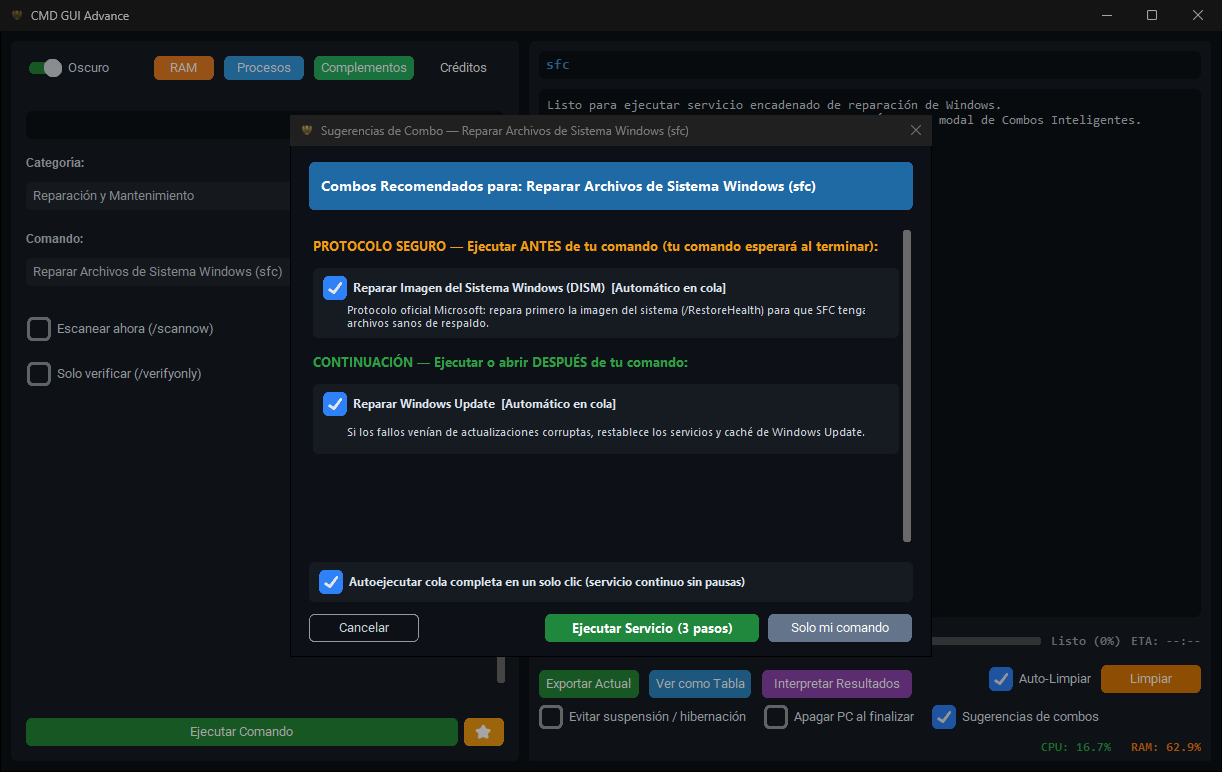 CMD GUI Advance
Oscuro
RAM
Procesos
Complementos
Créditos
sfc
Listo para ejecutar servicio encadenado de reparación de Windows.
modal de Combos Inteligentes.
Categoría:
Reparación y Mantenimiento
Comando:
Reparar Archivos de Sistema Windows (sfc)
Escanear ahora (/scannow)
Solo verificar (/verifyonly)
Sugerencias de Combo — Reparar Archivos de Sistema Windows (sfc)
Combos Recomendados para: Reparar Archivos de Sistema Windows (sfc)
PROTOCOLO SEGURO — Ejecutar ANTES de tu comando (tu comando esperará al terminar):
Reparar Imagen del Sistema Windows (DISM) [Automático en cola]
Protocolo oficial Microsoft: repara primero la imagen del sistema (/RestoreHealth) para que SFC tenga
archivos sanos de respaldo.
CONTINUACIÓN — Ejecutar o abrir DESPUÉS de tu comando:
Reparar Windows Update [Automático en cola]
Si los fallos venían de actualizaciones corruptas, restablece los servicios y caché de Windows Update.
Autoejecutar cola completa en un solo clic (servicio continuo sin pausas)
Cancelar
Ejecutar Servicio (3 pasos)
Solo mi comando
Listo (0%) ETA: --:--
Exportar Actual
Ver como Tabla
Interpretar Resultados
Auto-Limpiar
Limpiar
Evitar suspensión / hibernación
Apagar PC al finalizar
Sugerencias de combos
Ejecutar Comando
CPU: 16.7% RAM: 62.9%